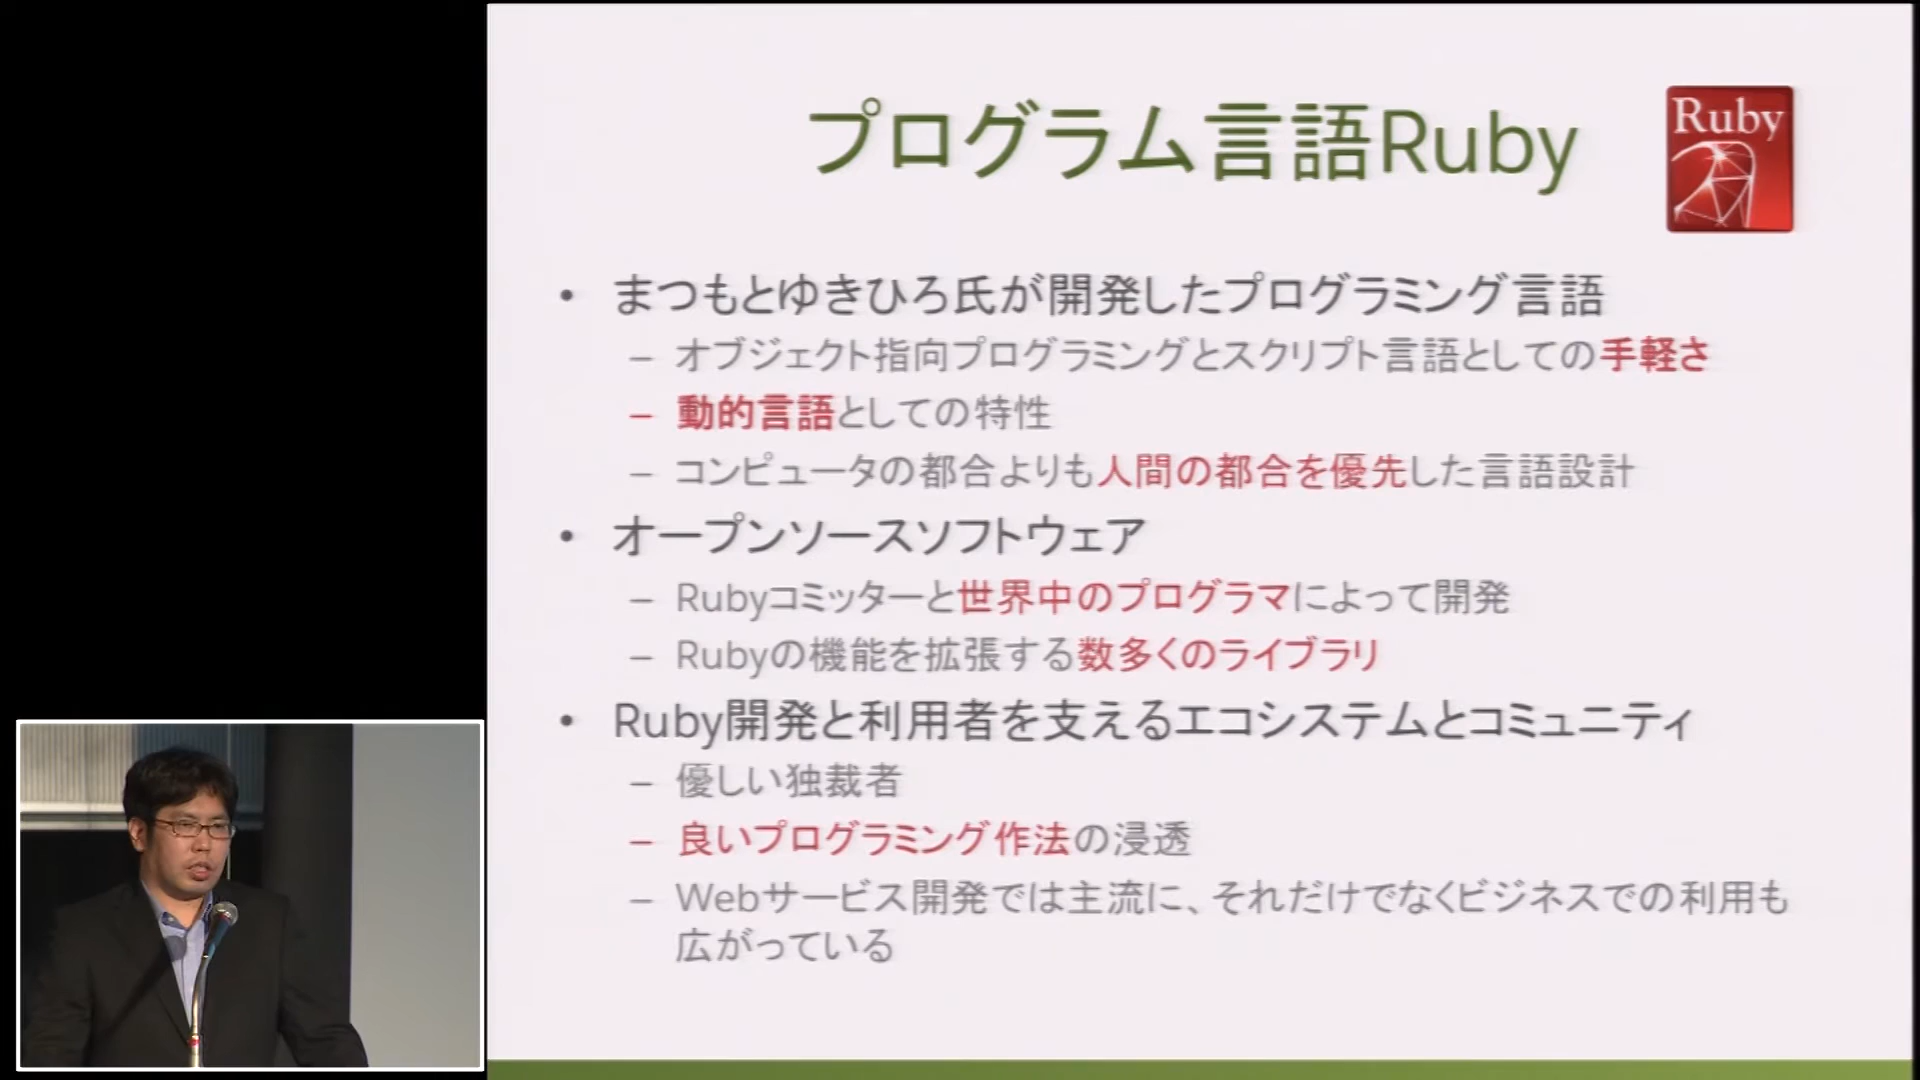 プログラム言語Ruby
Ruby
• まつもとゆきひろ氏が開発したプログラミング言語
– オブジェクト指向プログラミングとスクリプト言語としての手軽さ
– 動的言語としての特性
– コンピュータの都合よりも人間の都合を優先した言語設計
• オープンソースソフトウェア
– Rubyコミッターと世界中のプログラマによって開発
– Rubyの機能を拡張する数多くのライブラリ
• Ruby開発と利用者を支えるエコシステムとコミュニティ
– 優しい独裁者
– 良いプログラミング作法の浸透
– Webサービス開発では主流に、それだけでなくビジネスでの利用も
広がっている